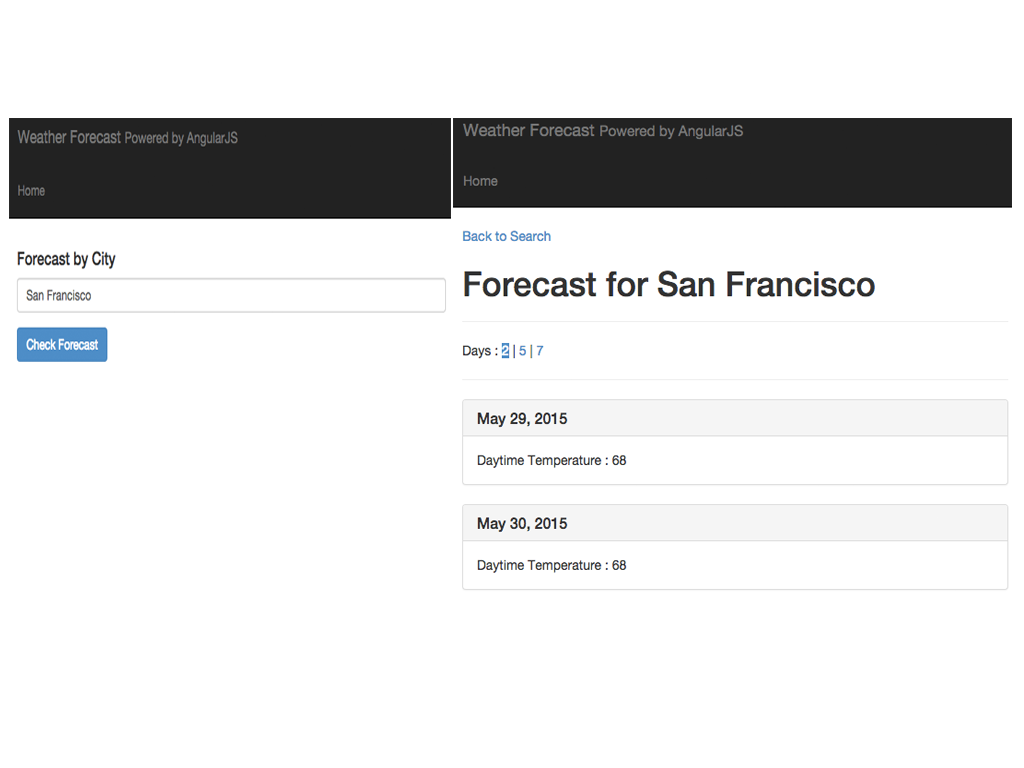 Weather Forecast Powered by AngularJS
Home
Forecast by City
San Francisco
Check Forecast
Weather Forecast Powered by AngularJS
Home
Back to Search
Forecast for San Francisco
Days : 2 | 5 | 7
May 29, 2015
Daytime Temperature : 68
May 30, 2015
Daytime Temperature : 68